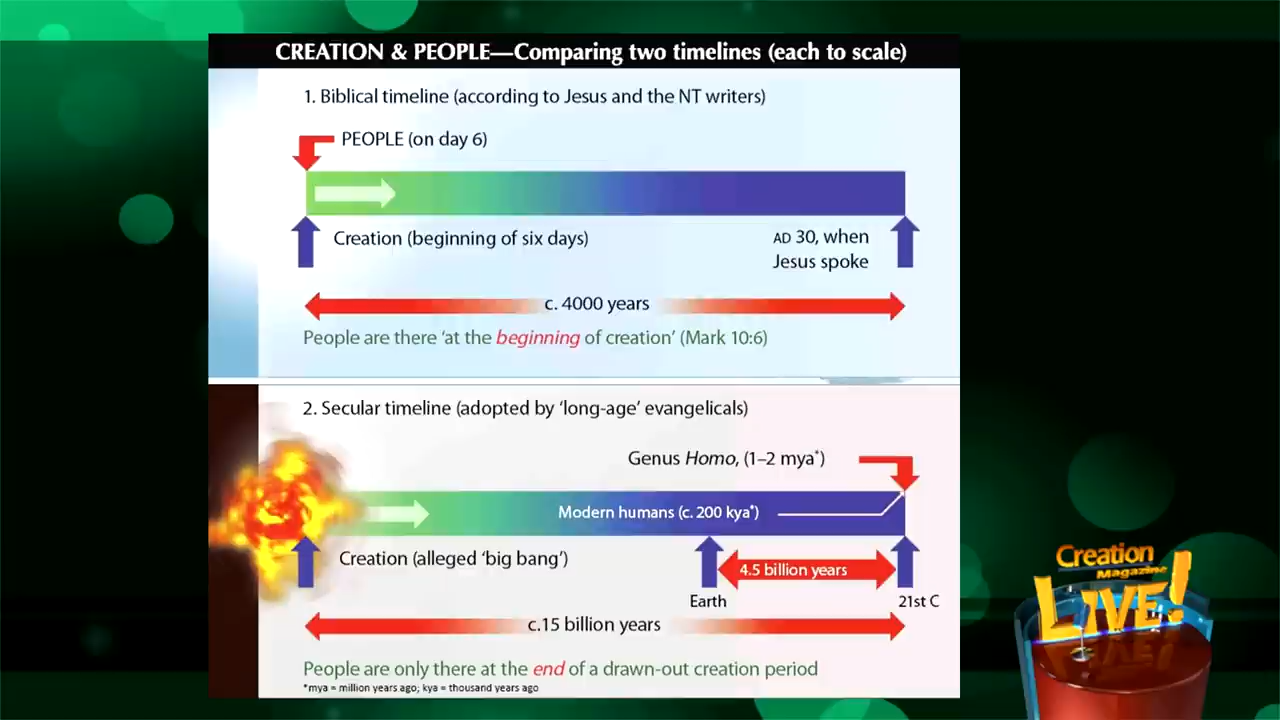 CREATION & PEOPLE—Comparing two timelines (each to scale)
1. Biblical timeline (according to Jesus and the NT writers)
PEOPLE (on day 6)
Creation (beginning of six days)
AD 30, when
Jesus spoke
c. 4000 years
People are there 'at the beginning of creation' (Mark 10:6)
2. Secular timeline (adopted by 'long-age' evangelicals)
Genus Homo, (1–2 mya*)
Modern humans (c. 200 kya*)
Creation (alleged 'big bang')
4.5 billion years
Earth
21st C
c.15 billion years
People are only there at the end of a drawn-out creation period
*mya = million years ago; kya = thousand years ago
Creation
Magazine
LIVE!